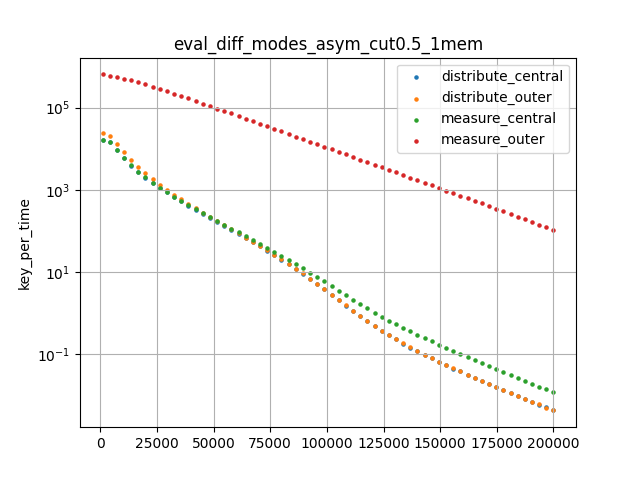 eval_diff_modes_asym_cut0.5_1mem
distribute_central
distribute_outer
measure_central
measure_outer
key_per_time
10^5
10^3
10^1
10^−1
0 25000 50000 75000 100000 125000 150000 175000 200000